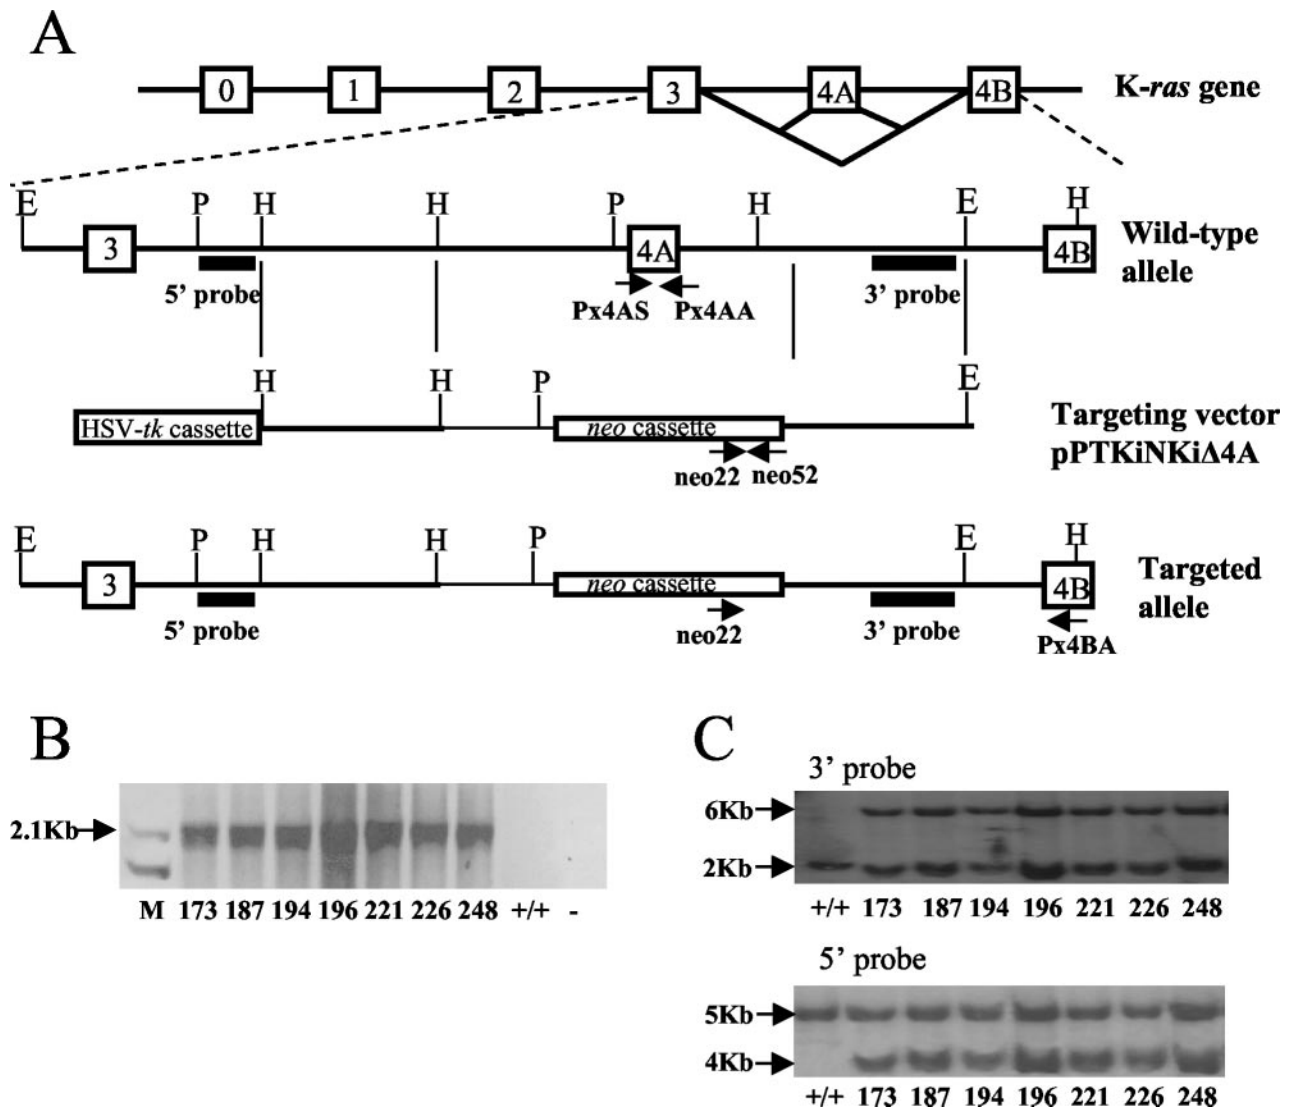 A
0 1 2 3 4A 4B K-ras gene
E P H H P H E H
3 4A 4B Wild-type
allele
5’ probe 3’ probe
Px4AS Px4AA
H H P E
HSV-tk cassette neo cassette Targeting vector
pPTKiNKiΔ4A
neo22 neo52
E P H H P E H
3 neo cassette 4B Targeted
allele
5’ probe neo22 3’ probe Px4BA
B
2.1Kb
M 173 187 194 196 221 226 248 +/+ -
C
3’ probe
6Kb
2Kb
+/+ 173 187 194 196 221 226 248
5’ probe
5Kb
4Kb
+/+ 173 187 194 196 221 226 248